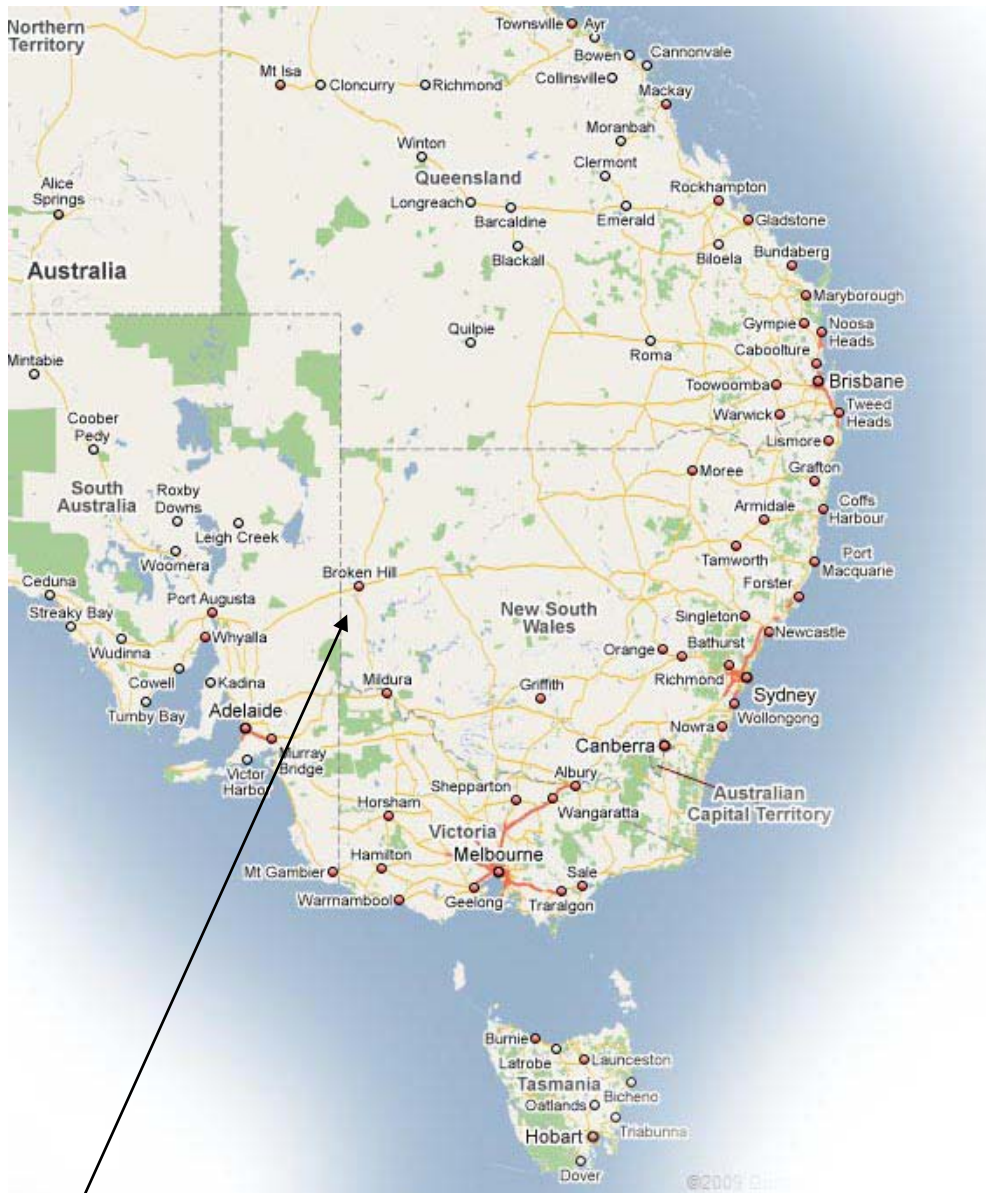 Northern
Territory
Townsville
Ayr
Bowen
Cannonvale
Mt Isa
Cloncurry
Richmond
Collinsville
Mackay
Moranbah
Winton
Clermont
Queensland
Alice
Springs
Longreach
Barcaldine
Emerald
Rockhampton
Gladstone
Blackall
Biloela
Bundaberg
Australia
Maryborough
Quilpie
Gympie
Noosa
Heads
Roma
Caboolture
Mintabie
Toowoomba
Brisbane
Warwick
Tweed
Heads
Coober
Pedy
Lismore
Moree
Grafton
South
Australia
Roxby
Downs
Leigh Creek
Armidale
Coffs
Harbour
Woomera
Tamworth
Port
Macquarie
Ceduna
Broken Hill
Forster
Streaky Bay
Port Augusta
New South
Wales
Singleton
Whyalla
Newcastle
Wudinna
Orange
Bathurst
Cowell
Kadina
Mildura
Griffith
Richmond
Sydney
Tumby Bay
Adelaide
Wollongong
Nowra
Murray
Bridge
Canberra
Victor
Harbor
Albury
Shepparton
Australian
Capital Territory
Horsham
Wangaratta
Victoria
Hamilton
Melbourne
Mt Gambier
Sale
Warrnambool
Geelong
Traralgon
Burnie
Latrobe
Launceston
Tasmania
Bicheno
Oatlands
Triabunna
Hobart
Dover
©2009